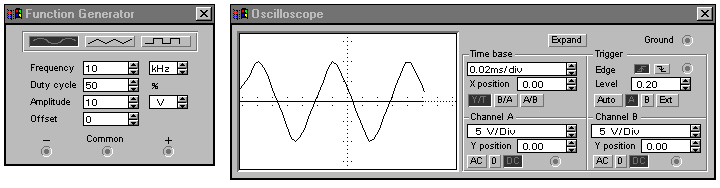 Function Generator
Frequency 10 kHz
Duty cycle 50 %
Amplitude 10 V
Offset 0
− Common +
Oscilloscope
Expand Ground
Time base
0.02ms/div
X position 0.00
Y/T B/A A/B
Trigger
Edge
Level 0.20
Auto A B Ext
Channel A
5 V/Div
Y position 0.00
AC 0 DC
Channel B
5 V/Div
Y position 0.00
AC 0 DC